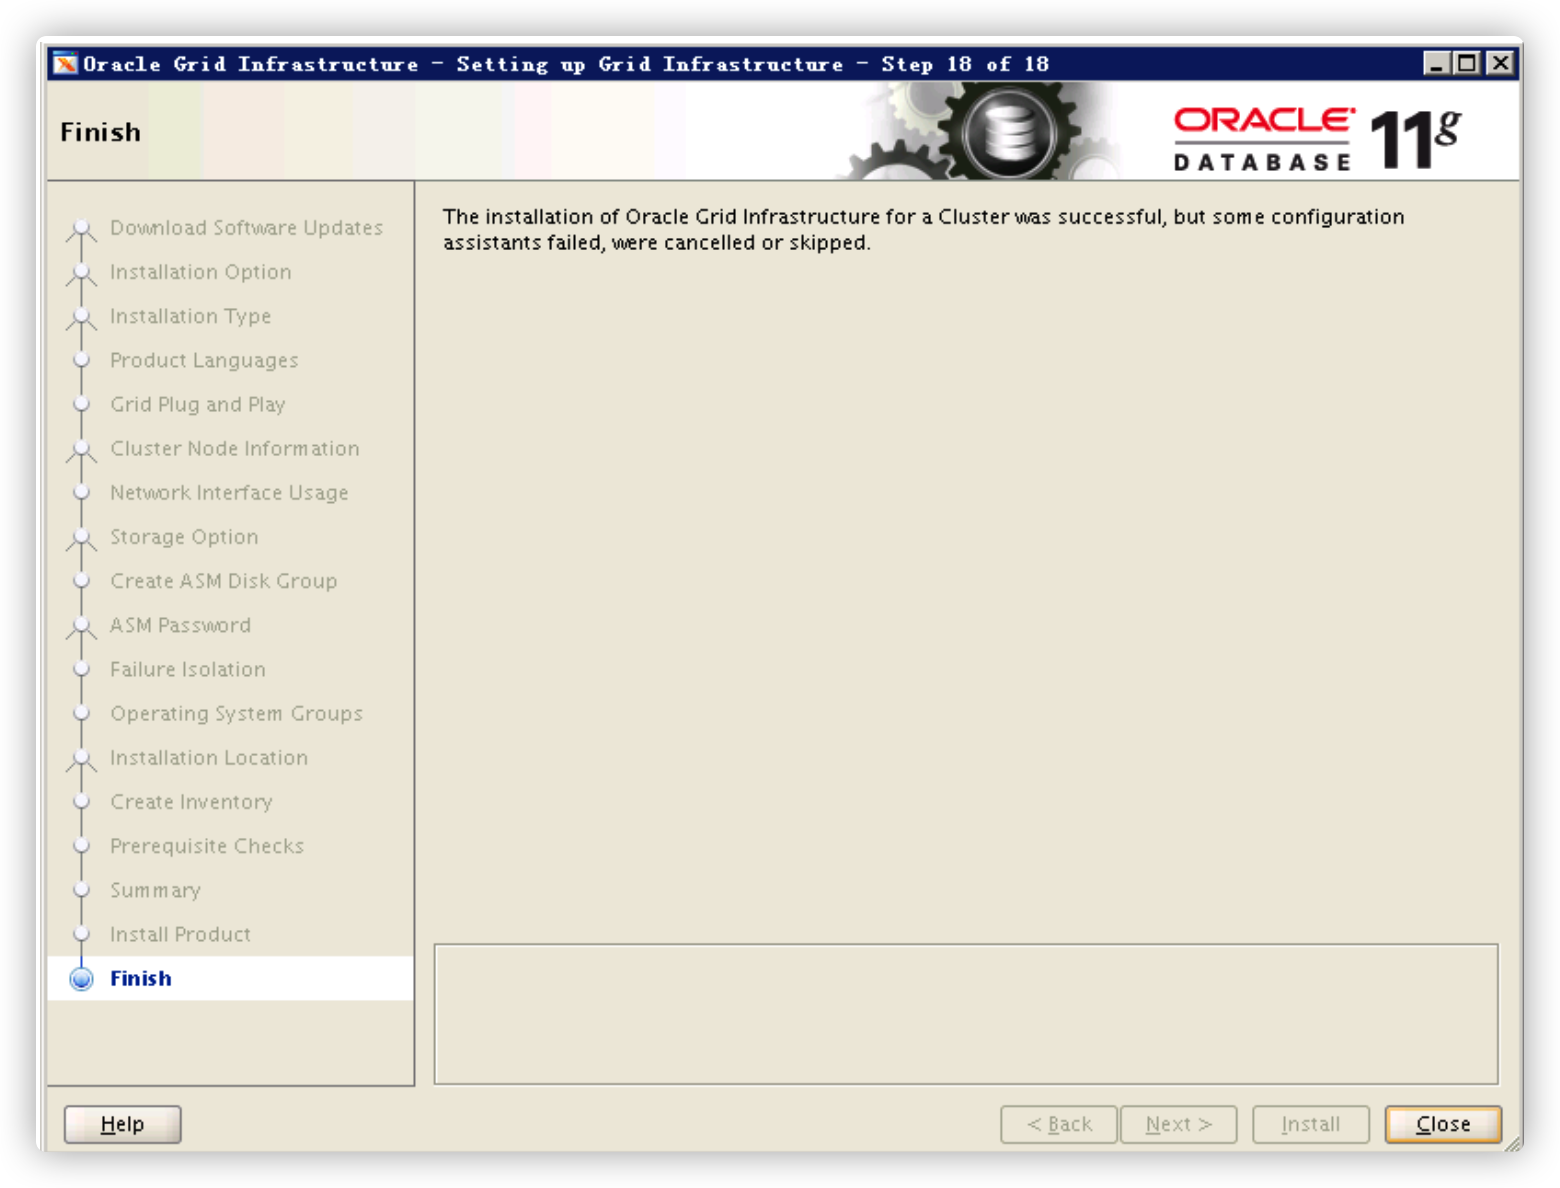 Oracle Grid Infrastructure - Setting up Grid Infrastructure - Step 18 of 18
Finish
ORACLE
DATABASE
11g
Download Software Updates
Installation Option
Installation Type
Product Languages
Grid Plug and Play
Cluster Node Information
Network Interface Usage
Storage Option
Create ASM Disk Group
ASM Password
Failure Isolation
Operating System Groups
Installation Location
Create Inventory
Prerequisite Checks
Summary
Install Product
Finish
The installation of Oracle Grid Infrastructure for a Cluster was successful, but some configuration
assistants failed, were cancelled or skipped.
Help
< Back
Next >
Install
Close